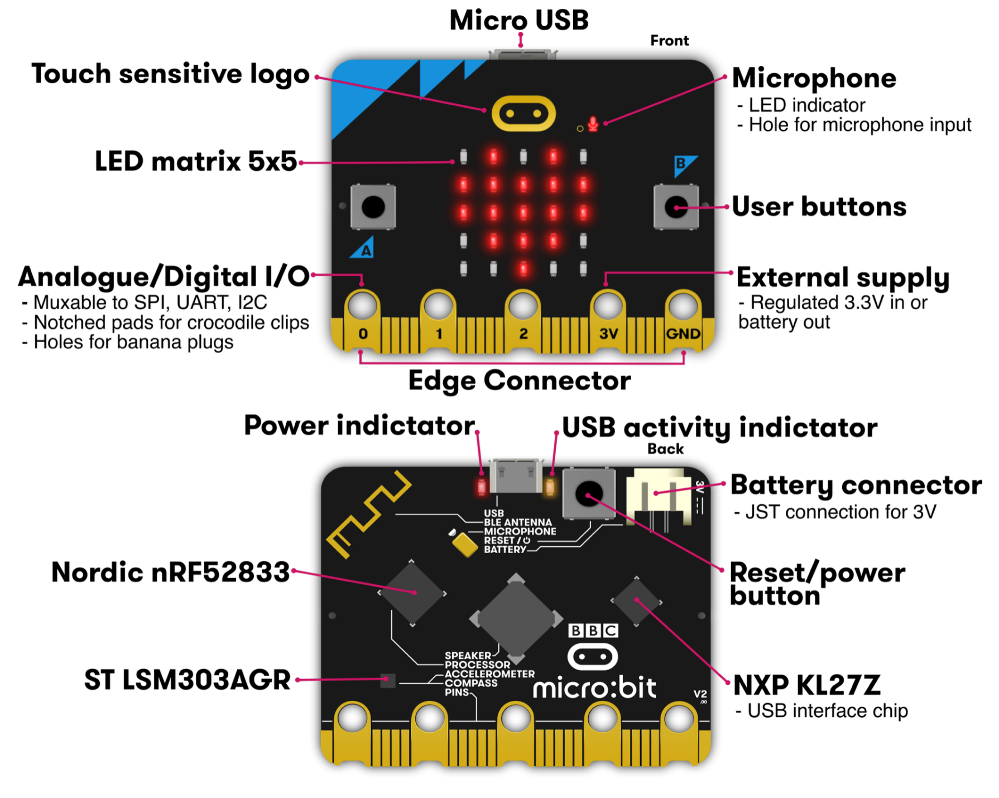 Micro USB
Front
Touch sensitive logo
Microphone
- LED indicator
- Hole for microphone input
LED matrix 5x5
B
User buttons
A
Analogue/Digital I/O
- Muxable to SPI, UART, I2C
- Notched pads for crocodile clips
- Holes for banana plugs
External supply
- Regulated 3.3V in or
battery out
0 1 2 3V GND
Edge Connector
Power indictator
USB activity indictator
Back
Battery connector
- JST connection for 3V
3V
USB
BLE ANTENNA
MICROPHONE
RESET /
BATTERY
Nordic nRF52833
Reset/power
button
BBC
SPEAKER
PROCESSOR
ACCELEROMETER
COMPASS
PINS
ST LSM303AGR
micro:bit
V2
.00
NXP KL27Z
- USB interface chip